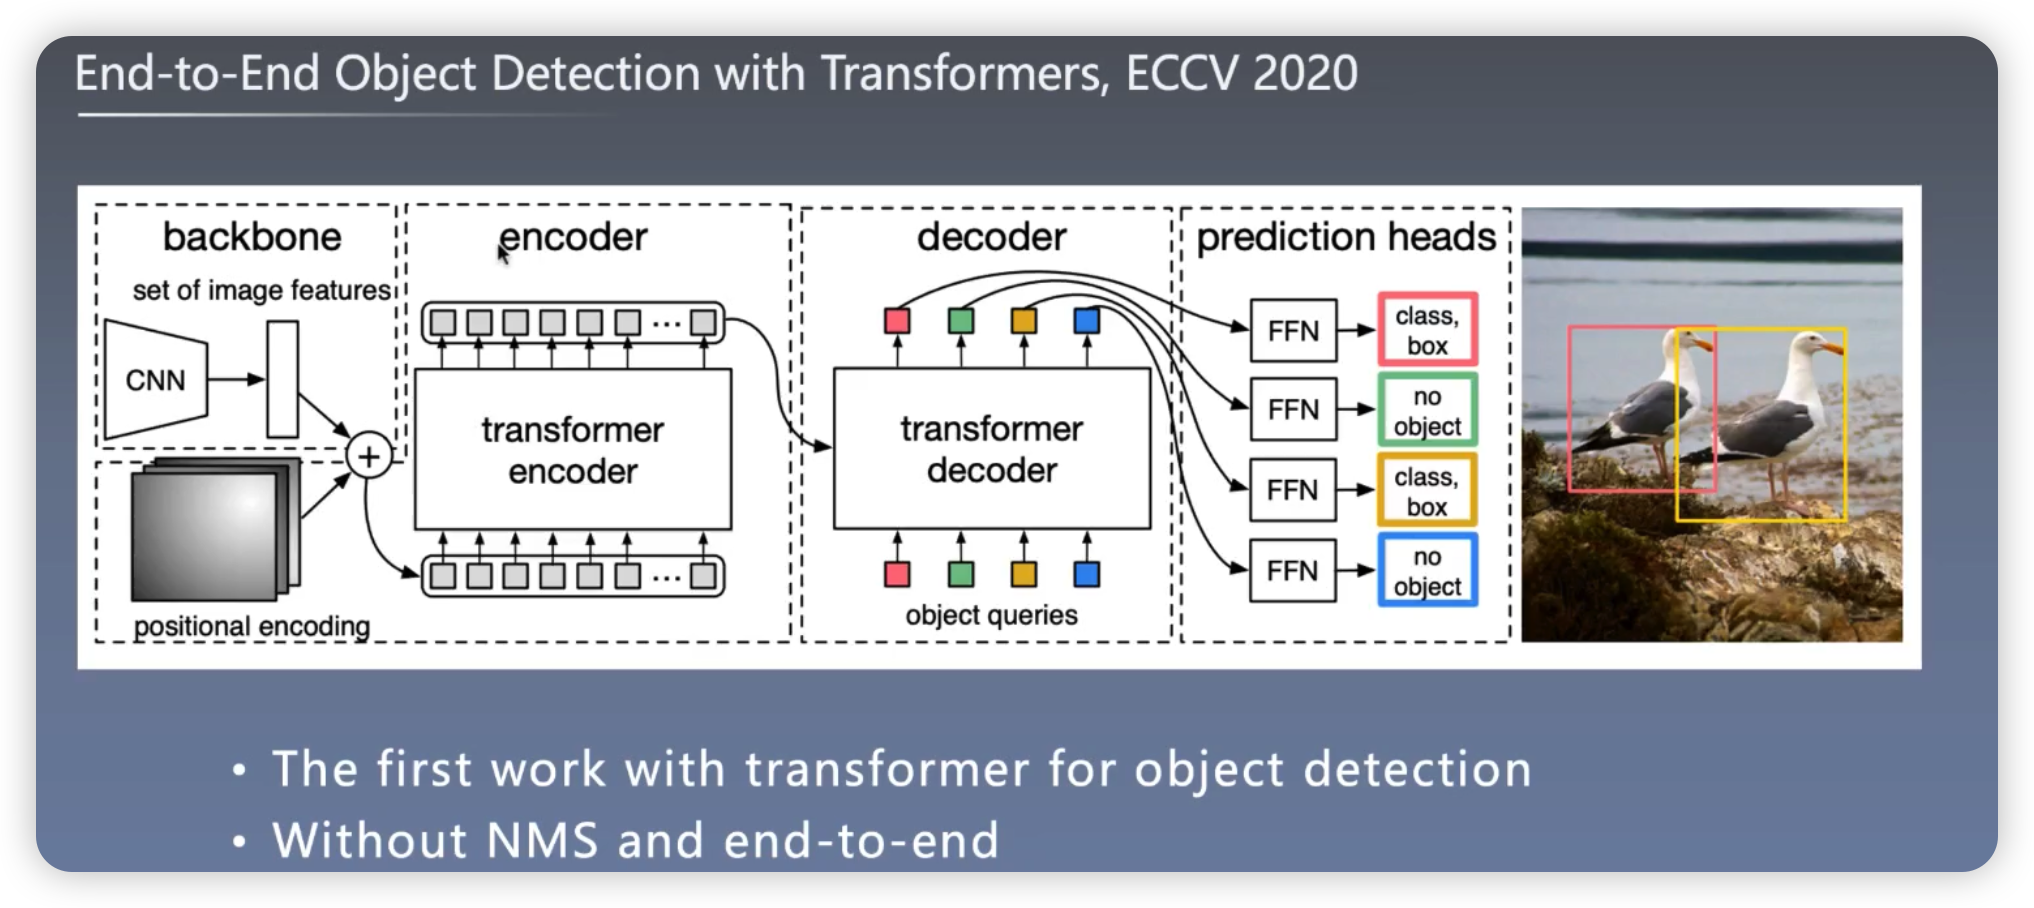 End-to-End Object Detection with Transformers, ECCV 2020
backbone
set of image features
CNN
+
positional encoding
encoder
...
transformer
encoder
...
decoder
transformer
decoder
object queries
prediction heads
FFN
class,
box
FFN
no
object
FFN
class,
box
FFN
no
object
• The first work with transformer for object detection
• Without NMS and end-to-end